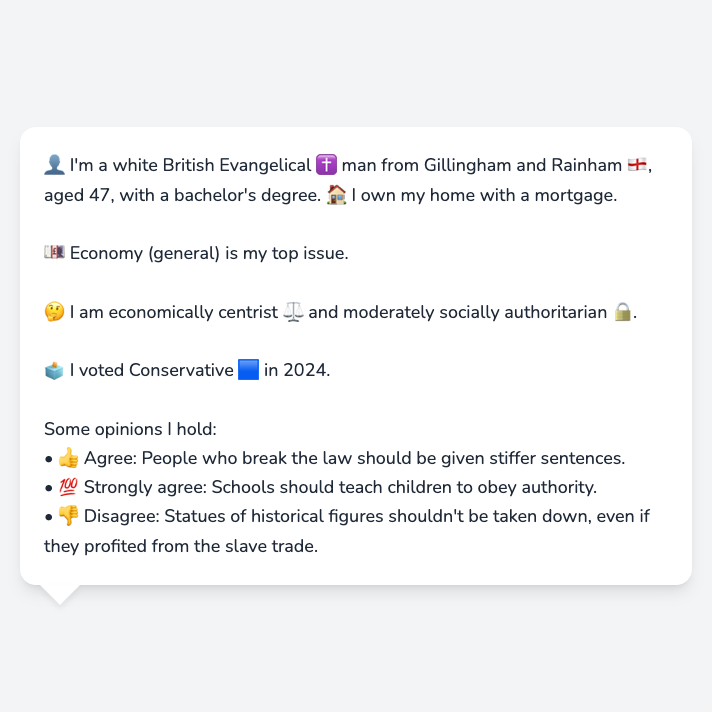 👤 I'm a white British Evangelical ✝️ man from Gillingham and Rainham 🏴󠁧󠁢󠁥󠁮󠁧󠁿,
aged 47, with a bachelor's degree. 🏠 I own my home with a mortgage.
💷 Economy (general) is my top issue.
🤔 I am economically centrist ⚖️ and moderately socially authoritarian 🔒.
🗳️ I voted Conservative 🟦 in 2024.
Some opinions I hold:
• 👍 Agree: People who break the law should be given stiffer sentences.
• 💯 Strongly agree: Schools should teach children to obey authority.
• 👎 Disagree: Statues of historical figures shouldn't be taken down, even if
they profited from the slave trade.